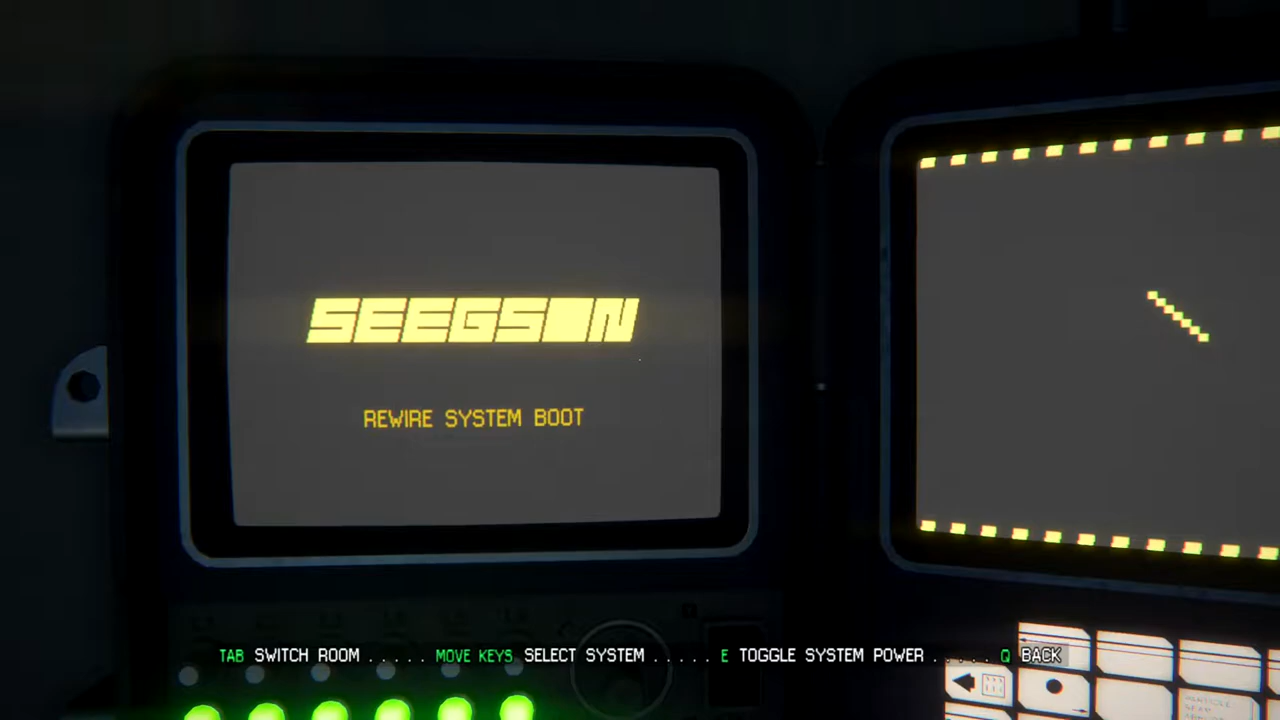 SEEGSON
REWIRE SYSTEM BOOT
TAB SWITCH ROOM ..... MOVE KEYS SELECT SYSTEM ..... E TOGGLE SYSTEM POWER ..... Q BACK